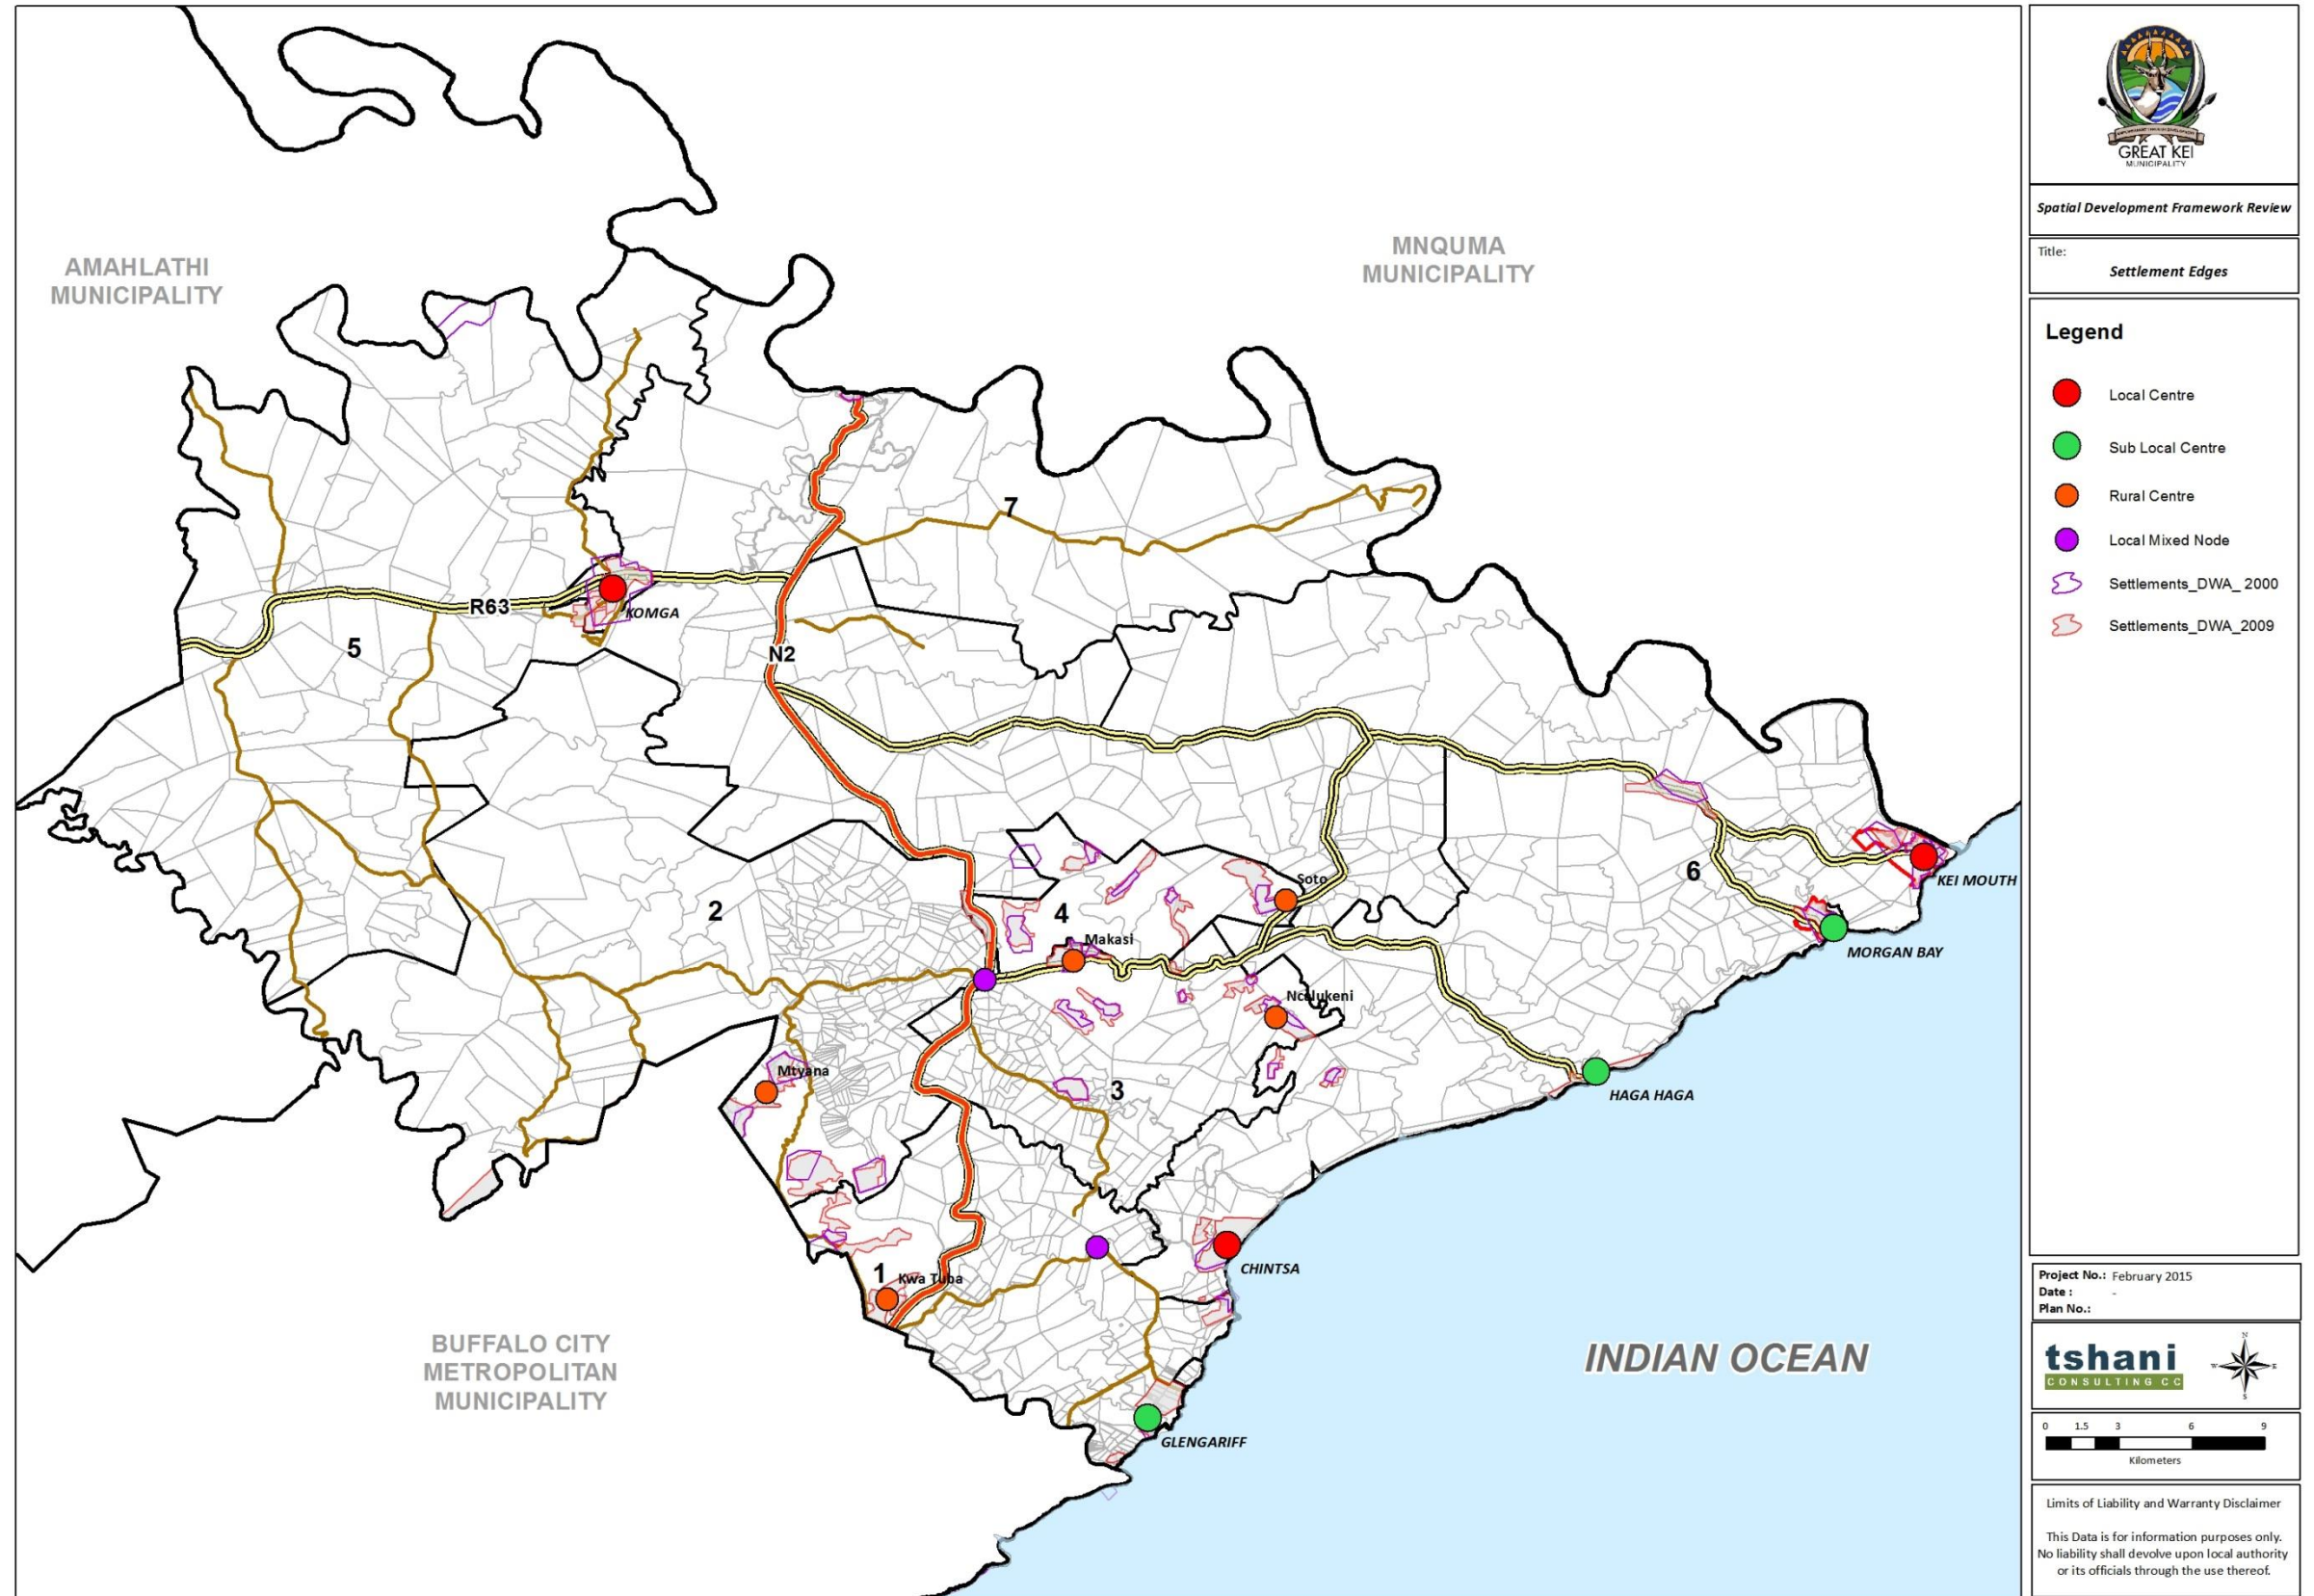 AMAHLATHI
MUNICIPALITY
MNQUMA
MUNICIPALITY
7
R63
KOMGA
5
N2
2
4
Soto
Makasi
6
KEI MOUTH
MORGAN BAY
Ncalukeni
Mtyana
3
HAGA HAGA
1
Kwa Tuba
CHINTSA
BUFFALO CITY
METROPOLITAN
MUNICIPALITY
INDIAN OCEAN
GLENGARIFF
GREAT KEI
MUNICIPALITY
Spatial Development Framework Review
Title:
Settlement Edges
Legend
Local Centre
Sub Local Centre
Rural Centre
Local Mixed Node
Settlements_DWA_ 2000
Settlements_DWA_2009
Project No.: February 2015
Date : -
Plan No.:
tshani
CONSULTING CC
N
W E
S
0 1.5 3 6 9
Kilometers
Limits of Liability and Warranty Disclaimer
This Data is for information purposes only.
No liability shall devolve upon local authority
or its officials through the use thereof.